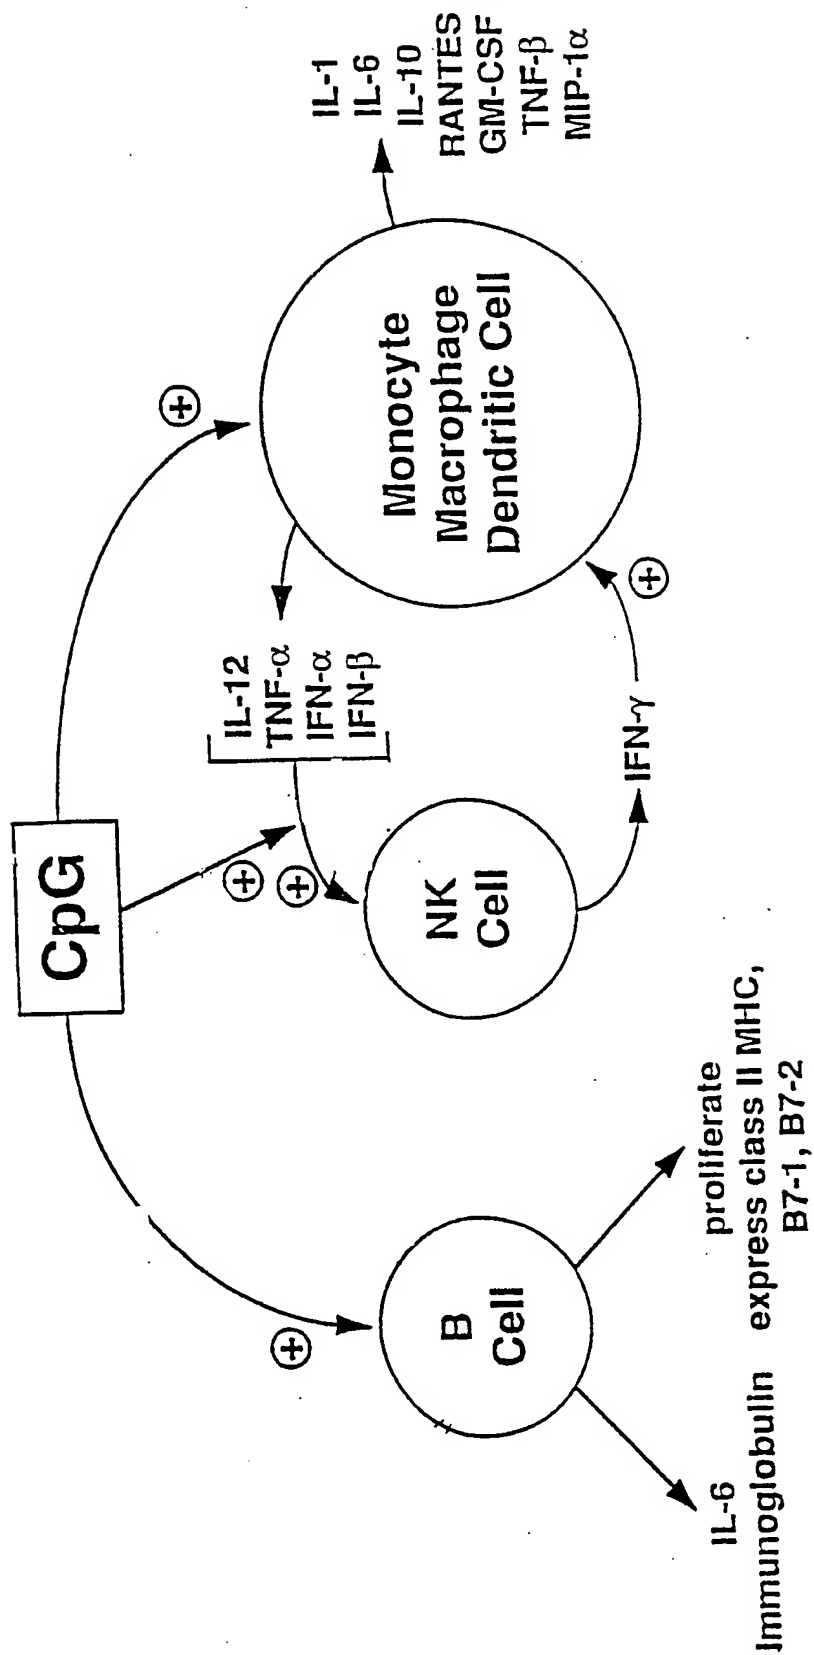 CpG
⊕
⊕
⊕
⊕
IL-12
TNF-α
IFN-α
IFN-β
B
Cell
NK
Cell
Monocyte
Macrophage
Dendritic Cell
IL-1
IL-6
IL-10
RANTES
GM-CSF
TNF-β
MIP-1α
IFN-γ
⊕
IL-6
Immunoglobulin
proliferate
express class II MHC,
B7-1, B7-2